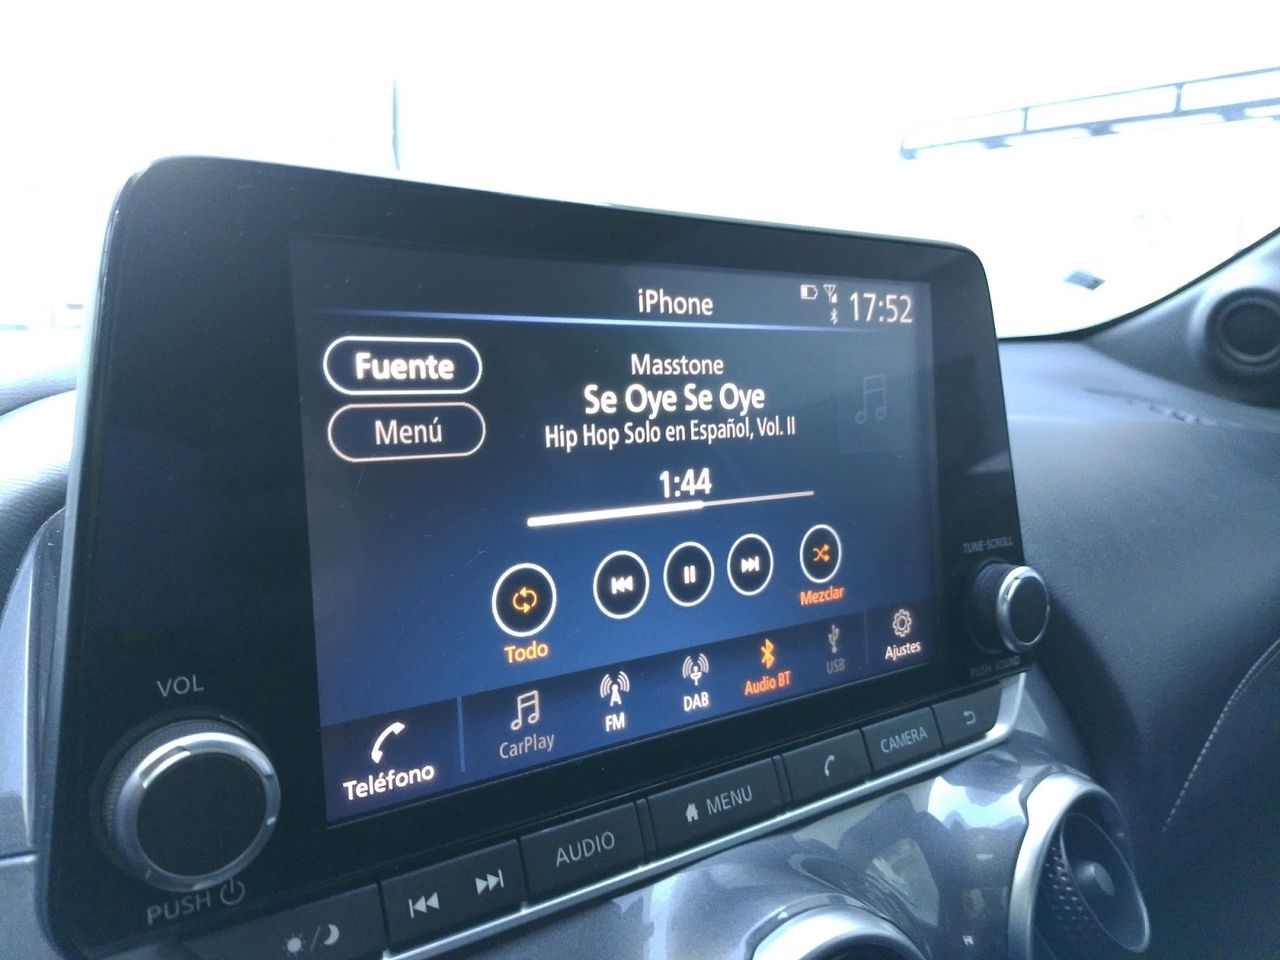 iPhone
17:52
Fuente
Menú
Masstone
Se Oye Se Oye
Hip Hop Solo en Español, Vol. II
1:44
Todo
Mezclar
Teléfono
CarPlay
FM
DAB
Audio BT
USB
Ajustes
VOL
PUSH
TUNE·SCROLL
PUSH SOUND
AUDIO
MENU
CAMERA